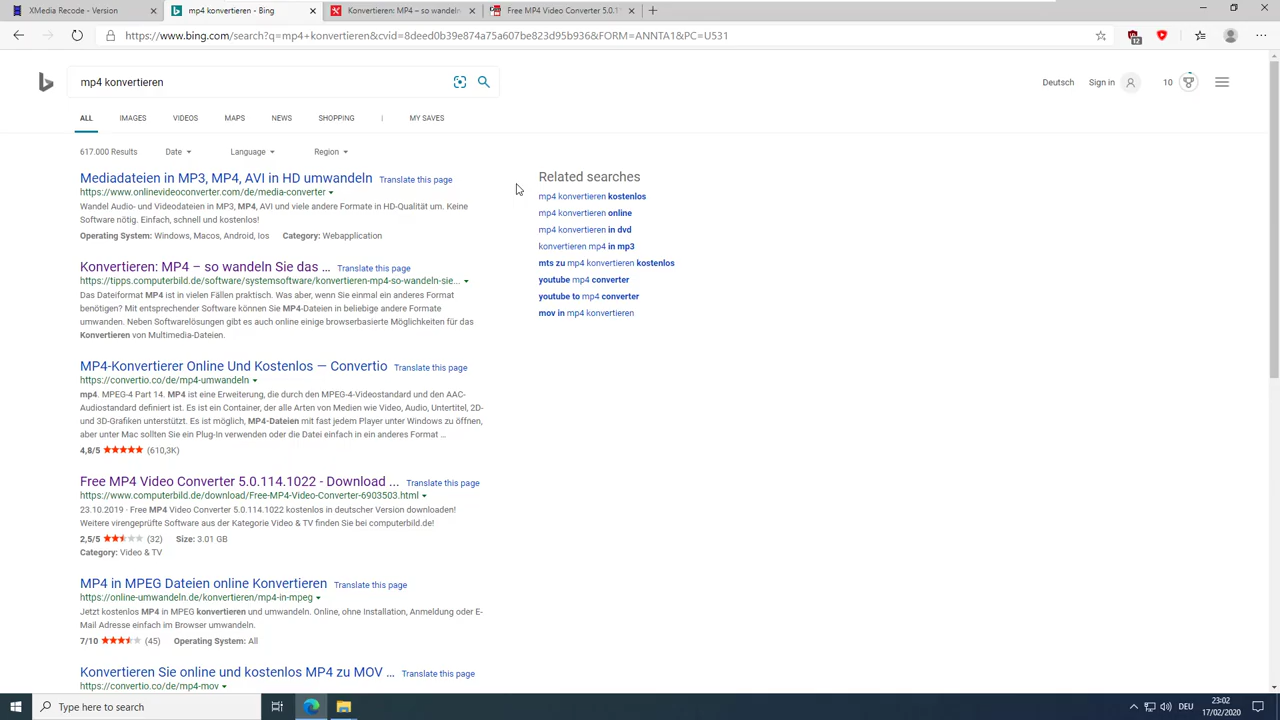 XMedia Recorder - Version
mp4 konvertieren - Bing
Konvertieren: MP4 – so wandeln
Free MP4 Video Converter 5.0.1
https://www.bing.com/search?q=mp4+konvertieren&cvid=8deed0b39e874a75a607be823d95b936&FORM=ANNTA1&PC=U531
12
mp4 konvertieren
Deutsch
Sign in
10
ALL
IMAGES
VIDEOS
MAPS
NEWS
SHOPPING
|
MY SAVES
617.000 Results
Date
Language
Region
Mediadateien in MP3, MP4, AVI in HD umwandeln Translate this page
https://www.onlinevideoconverter.com/de/media-converter
Wandel Audio- und Videodateien in MP3, MP4, AVI und viele andere Formate in HD-Qualität um. Keine
Software nötig. Einfach, schnell und kostenlos!
Operating System: Windows, Macos, Android, Ios Category: Webapplication
Konvertieren: MP4 – so wandeln Sie das ... Translate this page
https://tipps.computerbild.de/software/systemsoftware/konvertieren-mp4-so-wandeln-sie...
Das Dateiformat MP4 ist in vielen Fällen praktisch. Was aber, wenn Sie einmal ein anderes Format
benötigen? Mit entsprechender Software können Sie MP4-Dateien in beliebige andere Formate
umwandeln. Neben Softwarelösungen gibt es auch online einige browserbasierte Möglichkeiten für das
Konvertieren von Multimedia-Dateien.
MP4-Konvertierer Online Und Kostenlos — Convertio Translate this page
https://convertio.co/de/mp4-umwandeln
mp4. MPEG-4 Part 14. MP4 ist eine Erweiterung, die durch den MPEG-4-Videostandard und den AAC-
Audiostandard definiert ist. Es ist ein Container, der alle Arten von Medien wie Video, Audio, Untertitel, 2D-
und 3D-Grafiken unterstützt. Es ist möglich, MP4-Dateien mit fast jedem Player unter Windows zu öffnen,
aber unter Mac sollten Sie ein Plug-In verwenden oder die Datei einfach in ein anderes Format ...
4,8/5 (610,3K)
Free MP4 Video Converter 5.0.114.1022 - Download ... Translate this page
https://www.computerbild.de/download/Free-MP4-Video-Converter-6903503.html
23.10.2019 · Free MP4 Video Converter 5.0.114.1022 kostenlos in deutscher Version downloaden!
Weitere virengeprüfte Software aus der Kategorie Video & TV finden Sie bei computerbild.de!
2,5/5 (32) Size: 3.01 GB
Category: Video & TV
MP4 in MPEG Dateien online Konvertieren Translate this page
https://online-umwandeln.de/konvertieren/mp4-in-mpeg
Jetzt kostenlos MP4 in MPEG konvertieren und umwandeln. Online, ohne Installation, Anmeldung oder E-
Mail Adresse einfach im Browser umwandeln.
7/10 (45) Operating System: All
Konvertieren Sie online und kostenlos MP4 zu MOV ... Translate this page
https://convertio.co/de/mp4-mov
Related searches
mp4 konvertieren kostenlos
mp4 konvertieren online
mp4 konvertieren in dvd
konvertieren mp4 in mp3
mts zu mp4 konvertieren kostenlos
youtube mp4 converter
youtube to mp4 converter
mov in mp4 konvertieren
Type here to search
DEU
23:02
17/02/2020